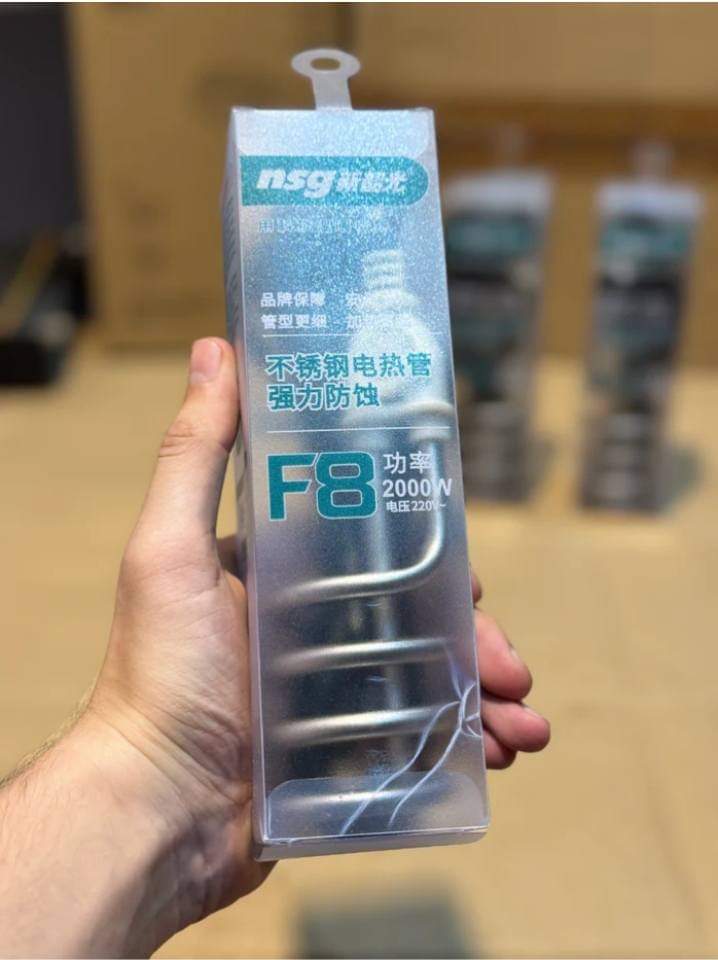 nsg新韶光
品牌保障
管型更细
不锈钢电热管
强力防蚀
F8
功率
2000W
电压220V~